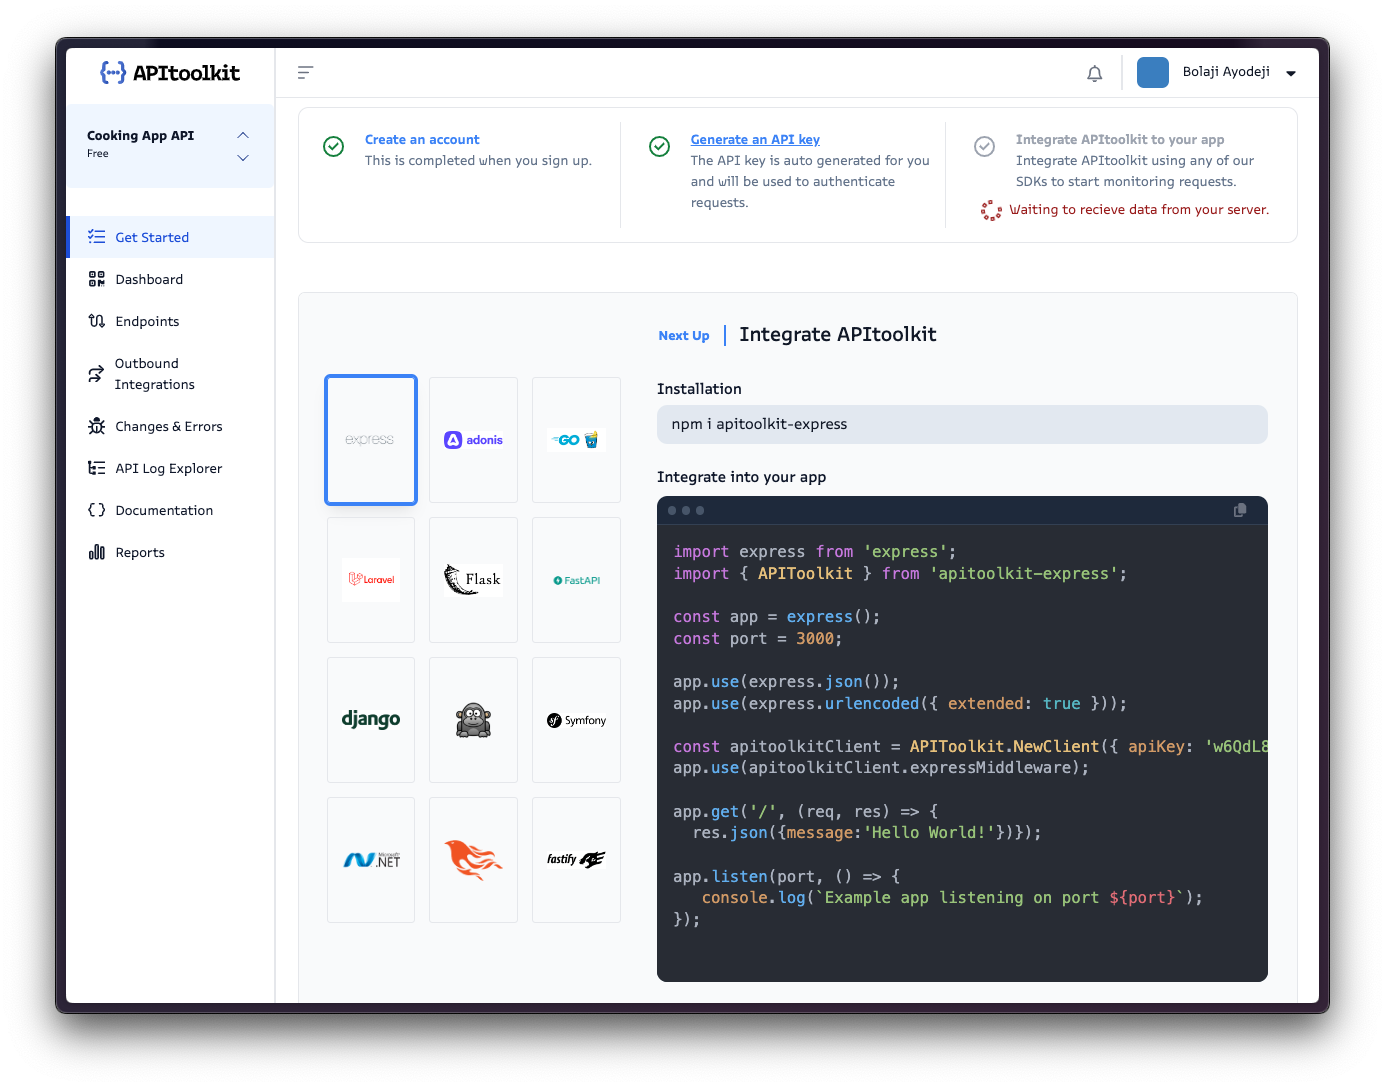 APItoolkit
Bolaji Ayodeji
Cooking App API
Free
Get Started
Dashboard
Endpoints
Outbound
Integrations
Changes & Errors
API Log Explorer
Documentation
Reports
Create an account
This is completed when you sign up.
Generate an API key
The API key is auto generated for you
and will be used to authenticate
requests.
Integrate APItoolkit to your app
Integrate APItoolkit using any of our
SDKs to start monitoring requests.
Waiting to recieve data from your server.
express
adonis
GO
Laravel
Flask
FastAPI
django
Symfony
Microsoft
.NET
fastify
Next Up
Integrate APItoolkit
Installation
npm i apitoolkit-express
Integrate into your app
import express from 'express';
import { APIToolkit } from 'apitoolkit-express';
const app = express();
const port = 3000;
app.use(express.json());
app.use(express.urlencoded({ extended: true }));
const apitoolkitClient = APIToolkit.NewClient({ apiKey: 'w6QdL8
app.use(apitoolkitClient.expressMiddleware);
app.get('/', (req, res) => {
res.json({message:'Hello World!'})});
app.listen(port, () => {
console.log(`Example app listening on port ${port}`);
});